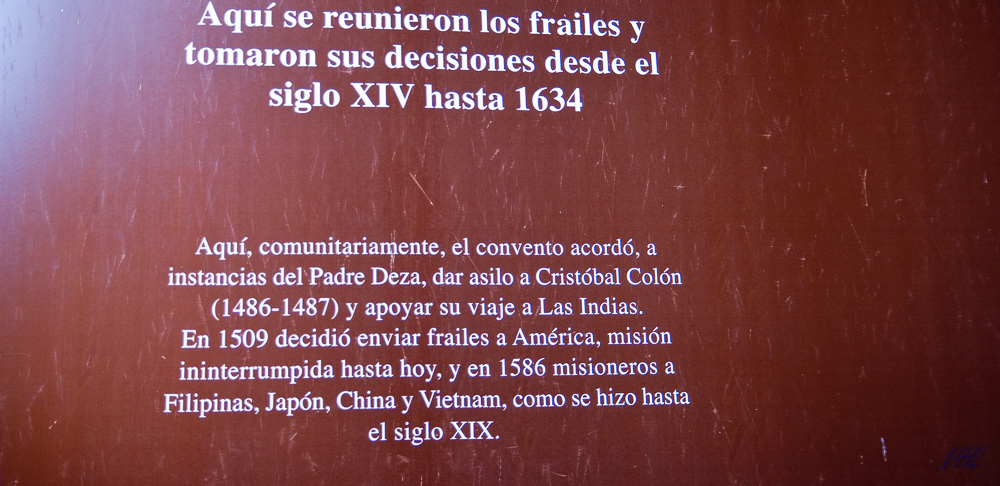 Aquí se reunieron los frailes y
tomaron sus decisiones desde el
siglo XIV hasta 1634
Aquí, comunitariamente, el convento acordó, a
instancias del Padre Deza, dar asilo a Cristóbal Colón
(1486-1487) y apoyar su viaje a Las Indias.
En 1509 decidió enviar frailes a América, misión
ininterrumpida hasta hoy, y en 1586 misioneros a
Filipinas, Japón, China y Vietnam, como se hizo hasta
el siglo XIX.